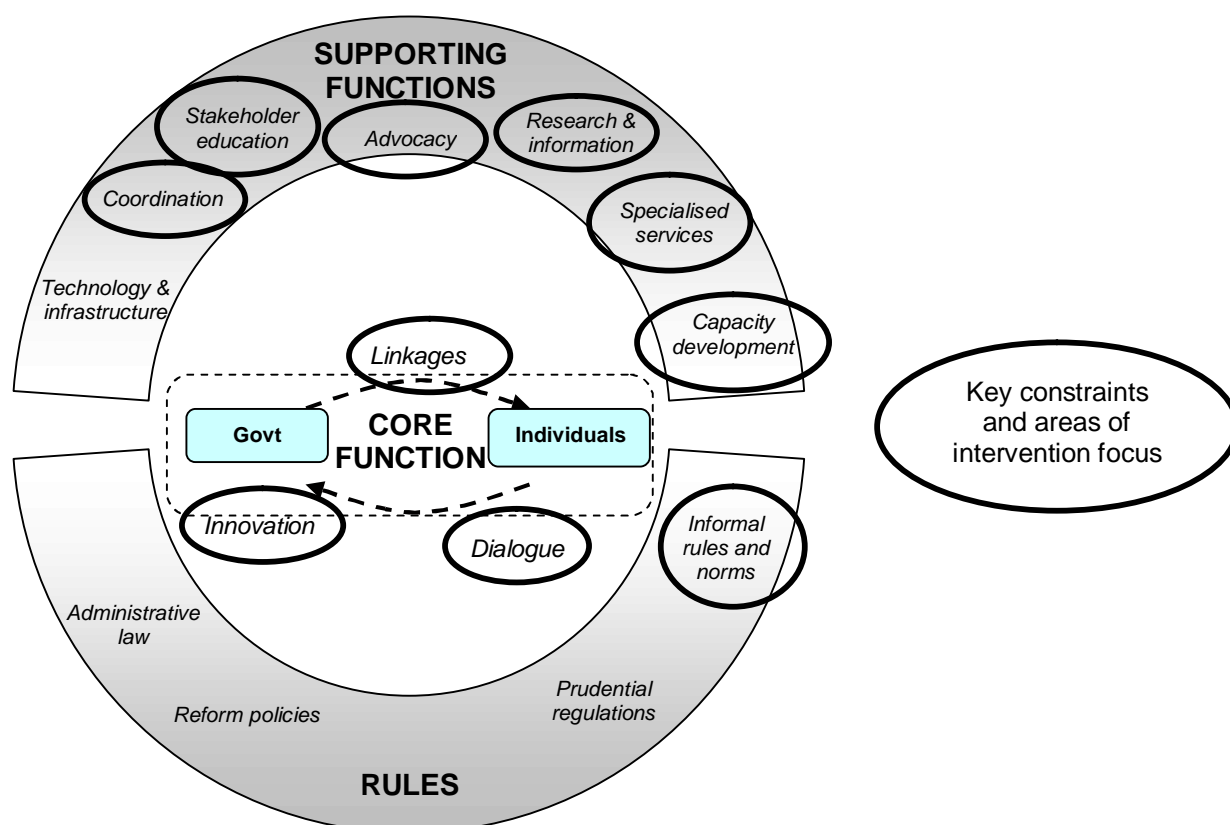 SUPPORTING
FUNCTIONS
Stakeholder
education
Advocacy
Research &
information
Coordination
Specialised
services
Technology &
infrastructure
Capacity
development
Linkages
Govt
CORE
FUNCTION
Individuals
Key constraints
and areas of
intervention focus
Innovation
Dialogue
Informal
rules and
norms
Administrative
law
Reform policies
Prudential
regulations
RULES